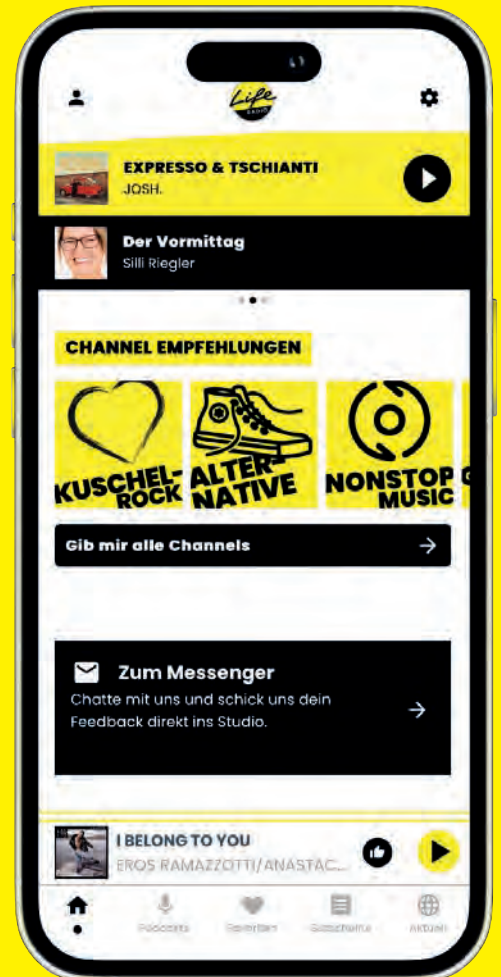 Life
RADIO
EXPRESSO & TSCHIANTI
JOSH.
Der Vormittag
Silli Riegler
CHANNEL EMPFEHLUNGEN
KUSCHEL-
ROCK
ALTER-
NATIVE
NONSTOP
MUSIC
Gib mir alle Channels
Zum Messenger
Chatte mit uns und schick uns dein
Feedback direkt ins Studio.
I BELONG TO YOU
EROS RAMAZZOTTI/ANASTAC...
Podcasts
Favoriten
Gutscheine
Aktuell